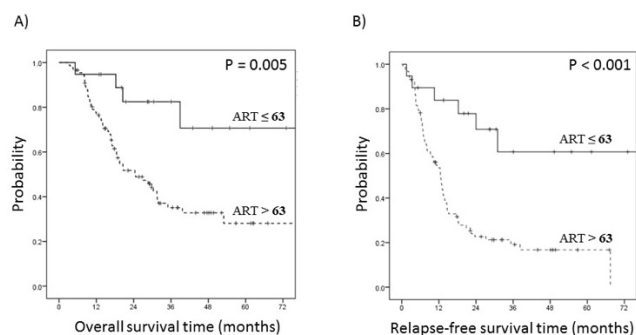 A)
P = 0.005
1.0
0.8
ART ≤ 63
0.6
Probability
0.4
ART > 63
0.2
0.0
0 12 24 36 48 60 72
Overall survival time (months)
B)
P < 0.001
1.0
0.8
ART ≤ 63
0.6
Probability
0.4
0.2
ART > 63
0.0
0 12 24 36 48 60 72
Relapse-free survival time (months)